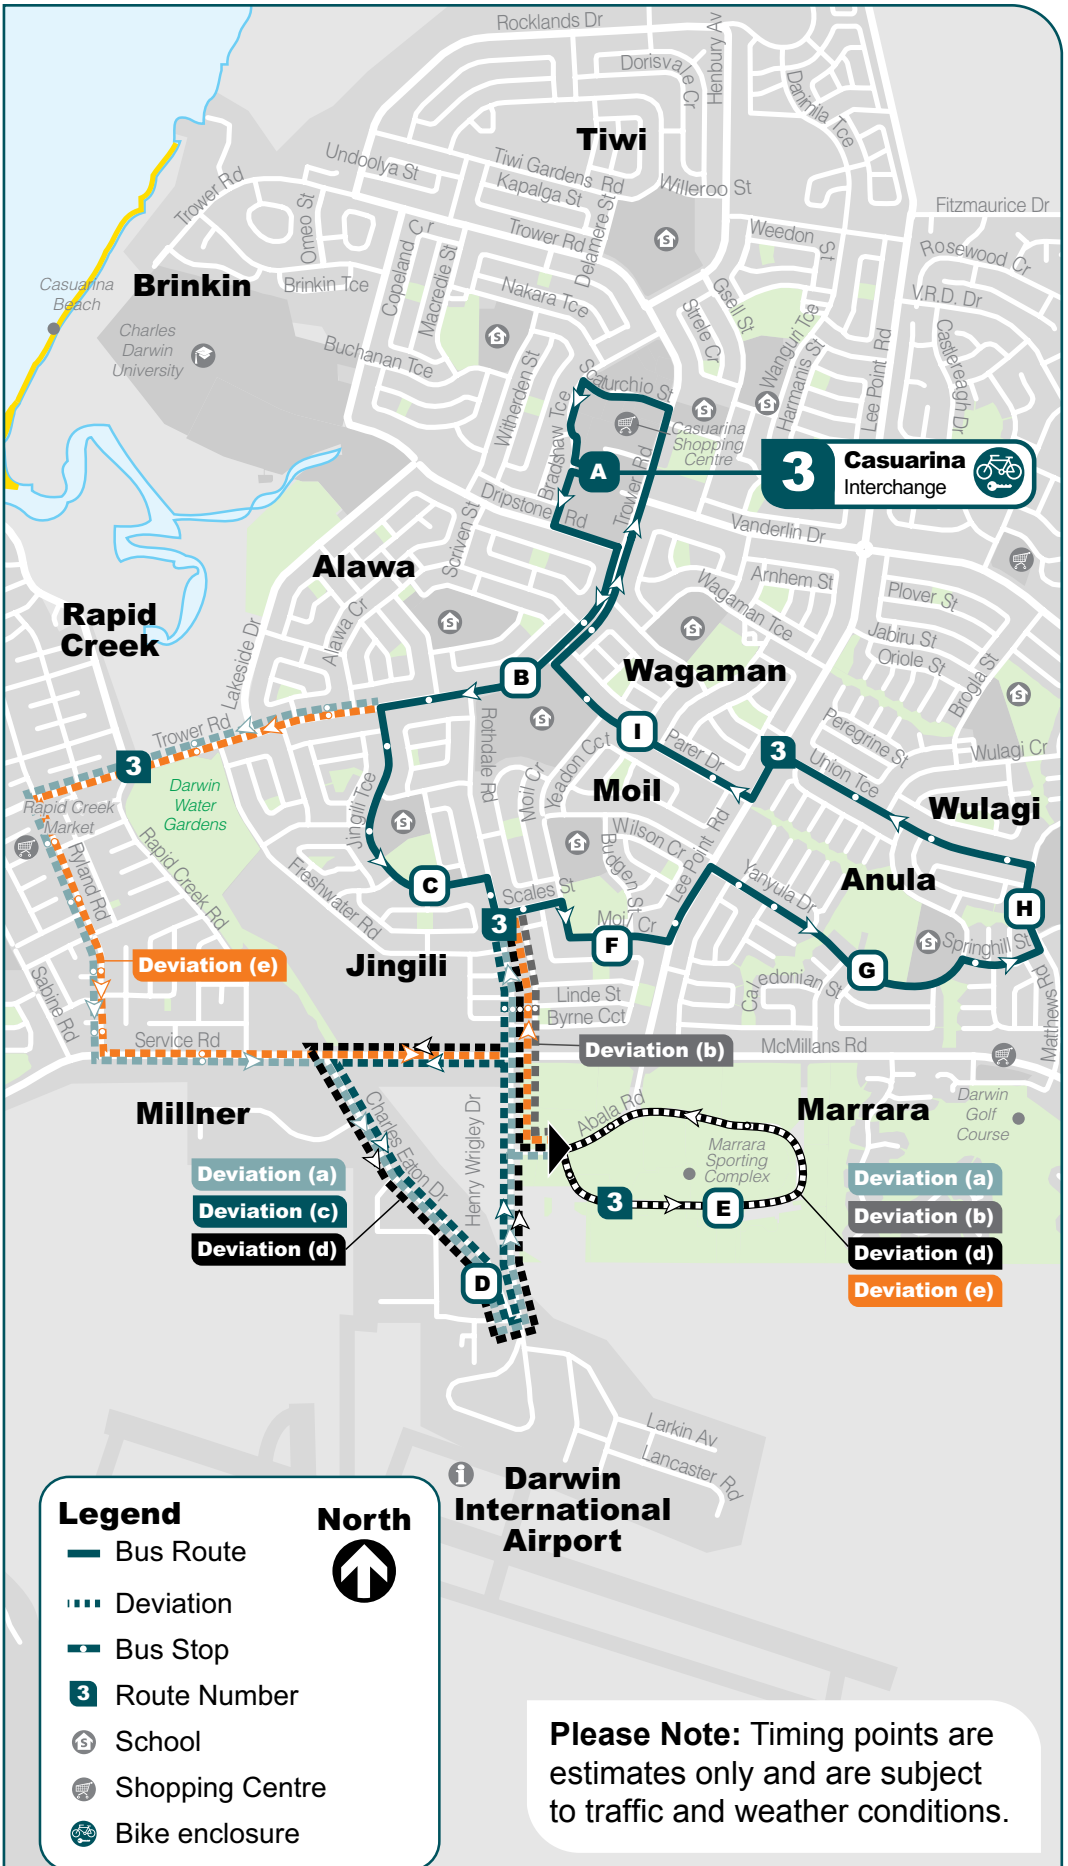 Rocklands Dr
Henbury Av
Dorisvale Cr
Danimila Tce
Tiwi
Undoolya St
Tiwi Gardens Rd
Kapalga St
Willeroo St
Trower Rd
Omeo St
Fitzmaurice Dr
Copeland Cr
Trower Rd
Delamere St
Weedon St
Rosewood Cr
Macredie St
Casuarina
Beach
Brinkin
Brinkin Tce
Nakara Tce
Gsell St
V.R.D. Dr
Strele Cr
Wanguri Tce
Harmanis St
Lee Point Rd
Castlereagh Dr
Charles
Darwin
University
Buchanan Tce
Witherden St
Scaturchio St
Bradshaw Tce
Casuarina
Shopping
Centre
Trower Rd
A
3
Casuarina
Interchange
Dripstone Rd
Scriven St
Vanderlin Dr
Alawa
Arnhem St
Wagaman Tce
Plover St
Rapid
Creek
Alawa Cr
Lakeside Dr
Jabiru St
Oriole St
Brogla St
Wagaman
B
Rothdale Rd
I
Parer Dr
3
Peregrine St
Union Tce
Wulagi Cr
Trower Rd
3
Yeadon Cct
Moil Cr
Moil
Wulagi
Darwin
Water
Gardens
Rapid Creek
Market
Jingili Tce
Wilson Cr
Budgen St
Lee Point Rd
Ryland Rd
Rapid Creek Rd
Freshwater Rd
C
Scales St
Yanyula Dr
Anula
H
3
Moil Cr
F
Springhill St
Jingili
Deviation (e)
G
Caledonian St
Sabine Rd
Linde St
Byrne Cct
Matthews Rd
Service Rd
Deviation (b)
McMillans Rd
Millner
Charles Eaton Dr
Henry Wrigley Dr
Abala Rd
Marrara
Darwin
Golf
Course
Marrara
Sporting
Complex
Deviation (a)
Deviation (c)
Deviation (d)
3
E
Deviation (a)
Deviation (b)
Deviation (d)
Deviation (e)
D
Larkin Av
Lancaster Rd
Darwin
International
Airport
Legend
North
Bus Route
Deviation
Bus Stop
3
Route Number
S
School
Shopping Centre
Bike enclosure
Please Note: Timing points are
estimates only and are subject
to traffic and weather conditions.